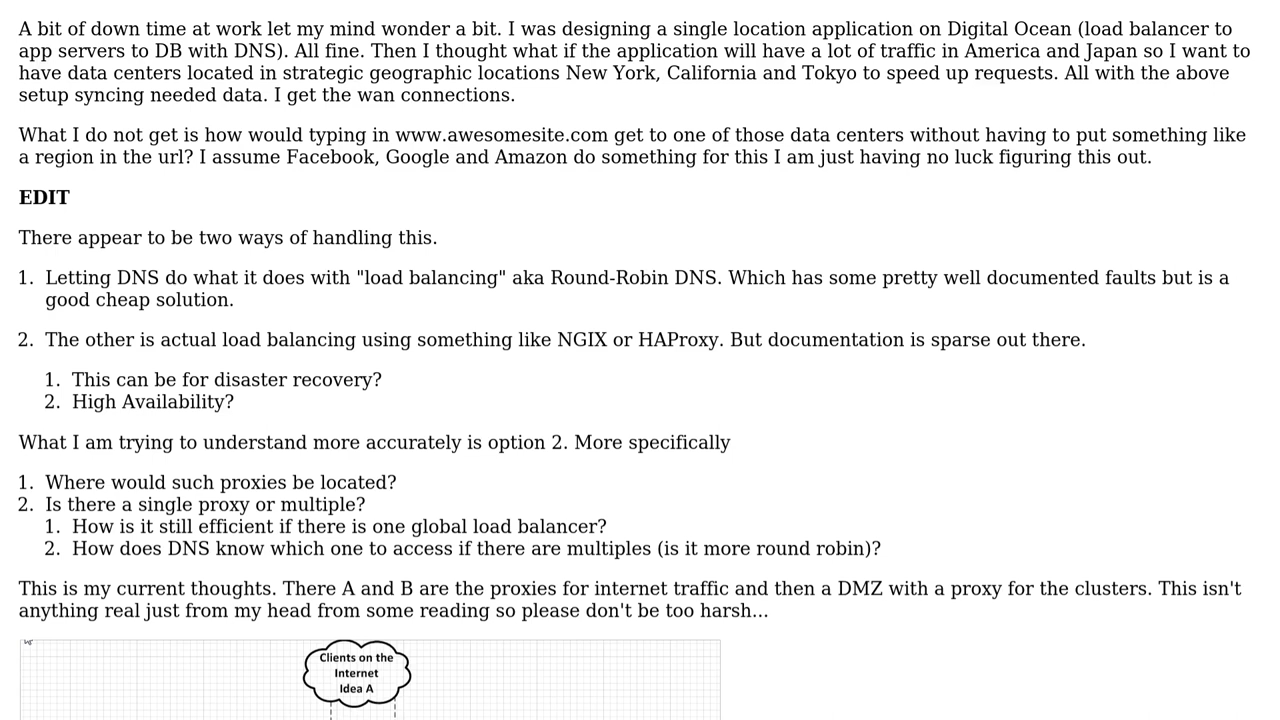 A bit of down time at work let my mind wonder a bit. I was designing a single location application on Digital Ocean (load balancer to
app servers to DB with DNS). All fine. Then I thought what if the application will have a lot of traffic in America and Japan so I want to
have data centers located in strategic geographic locations New York, California and Tokyo to speed up requests. All with the above
setup syncing needed data. I get the wan connections.
What I do not get is how would typing in www.awesomesite.com get to one of those data centers without having to put something like
a region in the url? I assume Facebook, Google and Amazon do something for this I am just having no luck figuring this out.
EDIT
There appear to be two ways of handling this.
1. Letting DNS do what it does with "load balancing" aka Round-Robin DNS. Which has some pretty well documented faults but is a
good cheap solution.
2. The other is actual load balancing using something like NGIX or HAProxy. But documentation is sparse out there.
1. This can be for disaster recovery?
2. High Availability?
What I am trying to understand more accurately is option 2. More specifically
1. Where would such proxies be located?
2. Is there a single proxy or multiple?
1. How is it still efficient if there is one global load balancer?
2. How does DNS know which one to access if there are multiples (is it more round robin)?
This is my current thoughts. There A and B are the proxies for internet traffic and then a DMZ with a proxy for the clusters. This isn't
anything real just from my head from some reading so please don't be too harsh...
Clients on the
Internet
Idea A